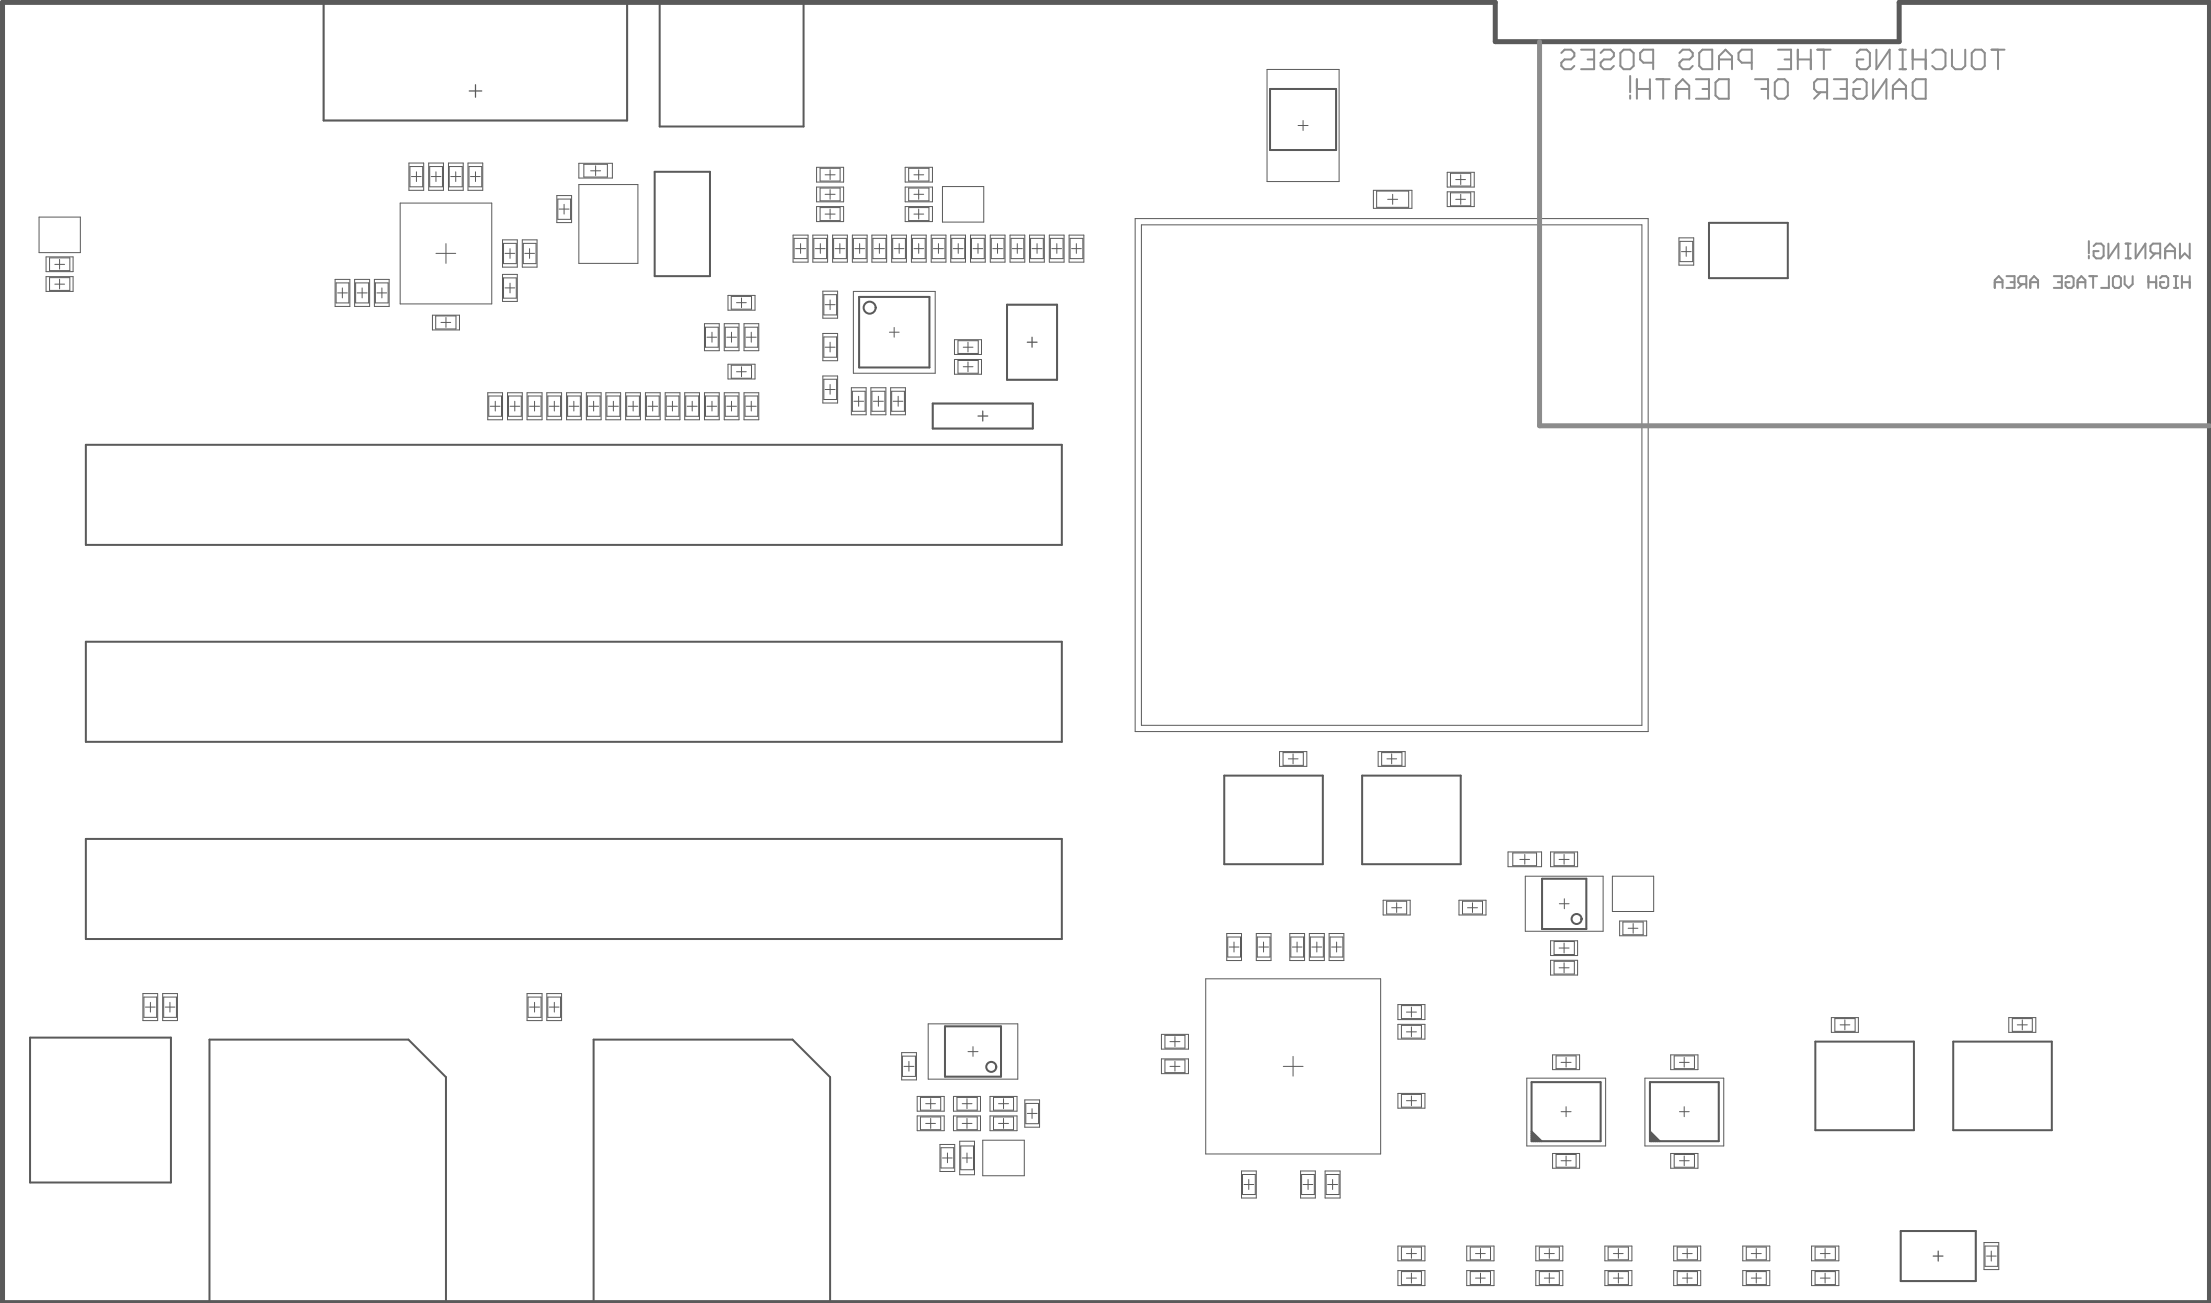 TOUCHING THE PADS POSES
DANGER OF DEATH!
WARNING!
HIGH VOLTAGE AREA